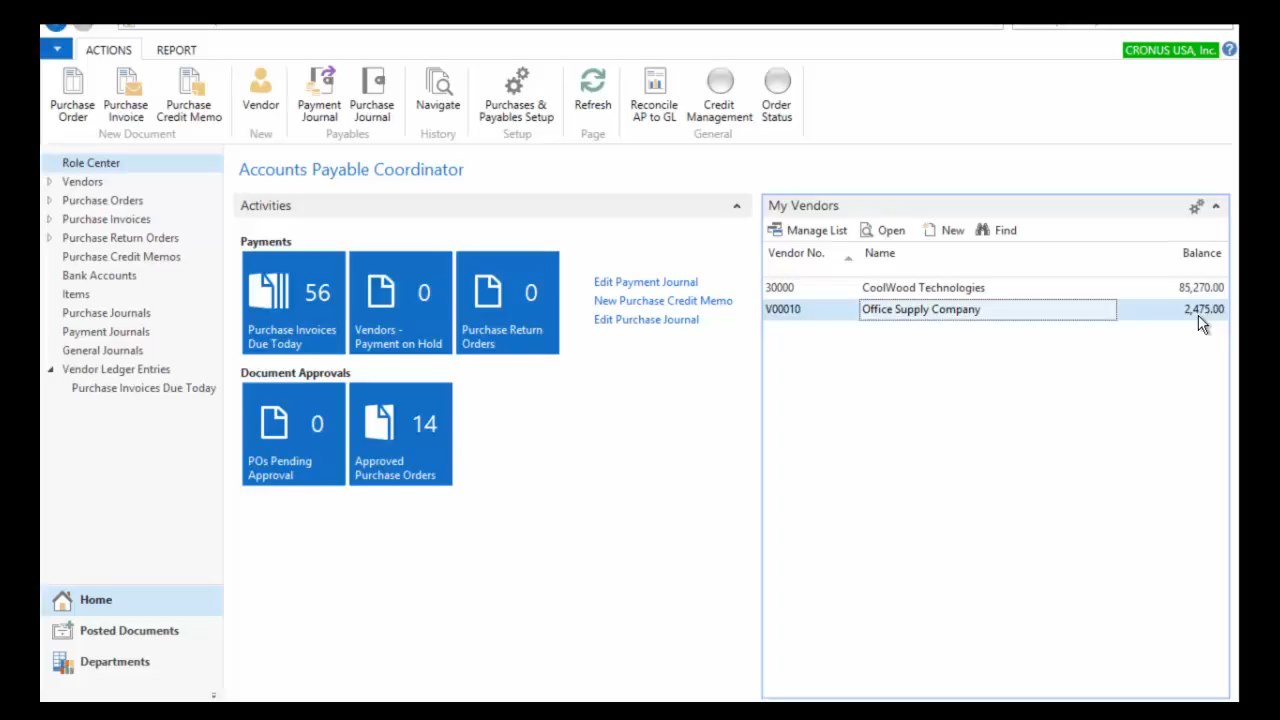 ACTIONS REPORT
CRONUS USA, Inc. ?
Purchase Order
Purchase Invoice
Purchase Credit Memo
New Document
Vendor
New
Payment Journal
Purchase Journal
Payables
Navigate
History
Purchases & Payables Setup
Setup
Refresh
Page
Reconcile AP to GL
Credit Management
Order Status
General
Role Center
Vendors
Purchase Orders
Purchase Invoices
Purchase Return Orders
Purchase Credit Memos
Bank Accounts
Items
Purchase Journals
Payment Journals
General Journals
Vendor Ledger Entries
Purchase Invoices Due Today
Home
Posted Documents
Departments
Accounts Payable Coordinator
Activities
Payments
56
Purchase Invoices
Due Today
0
Vendors -
Payment on Hold
0
Purchase Return
Orders
Edit Payment Journal
New Purchase Credit Memo
Edit Purchase Journal
Document Approvals
0
POs Pending
Approval
14
Approved
Purchase Orders
My Vendors
Manage List Open New Find
Vendor No. Name Balance
30000 CoolWood Technologies 85,270.00
V00010 Office Supply Company 2,475.00